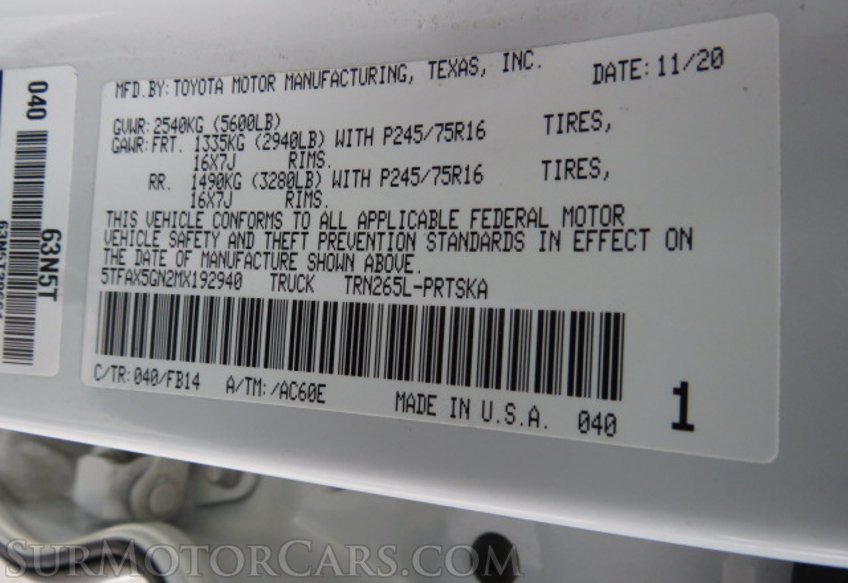 MFD.BY:TOYOTA MOTOR MANUFACTURING, TEXAS, INC. DATE:11/20
GVWR:2540KG (5600LB)
GAWR:FRT. 1335KG (2940LB) WITH P245/75R16 TIRES,
16X7J RIMS.
RR. 1490KG (3280LB) WITH P245/75R16 TIRES,
16X7J RIMS.
THIS VEHICLE CONFORMS TO ALL APPLICABLE FEDERAL MOTOR
VEHICLE SAFETY AND THEFT PREVENTION STANDARDS IN EFFECT ON
THE DATE OF MANUFACTURE SHOWN ABOVE.
5TFAX5GN2MX192940 TRUCK TRN265L-PRTSKA
C/TR:040/FB14 A/TM:/AC60E MADE IN U.S.A. 040 1
040
63N5T
SURMOTORCARS.COM